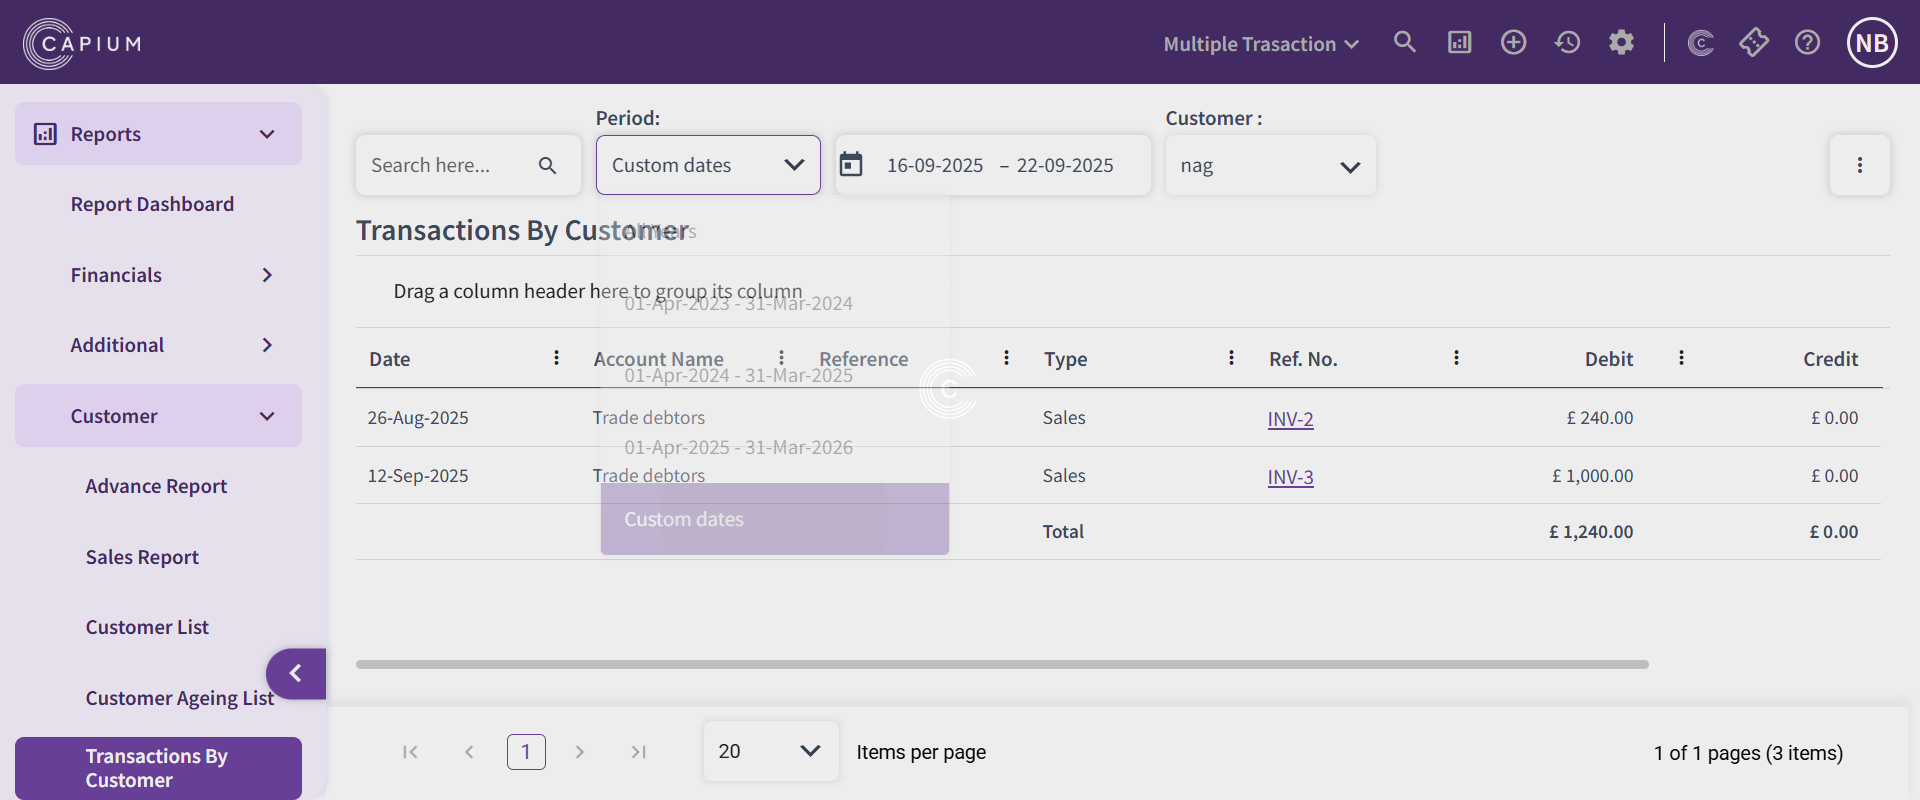 CAPIUM
Multiple Trasaction
C
NB
Reports
Report Dashboard
Financials
Additional
Customer
Advance Report
Sales Report
Customer List
Customer Ageing List
Transactions By
Customer
Period:
Customer :
Search here...
Custom dates
16-09-2025 – 22-09-2025
nag
Transactions By Customer
Drag a column header here to group its column
01-Apr-2023 - 31-Mar-2024
Date Account Name Reference Type Ref. No. Debit Credit
01-Apr-2024 - 31-Mar-2025
C
26-Aug-2025 Trade debtors Sales INV-2 £ 240.00 £ 0.00
01-Apr-2025 - 31-Mar-2026
12-Sep-2025 Trade debtors Sales INV-3 £ 1,000.00 £ 0.00
Custom dates
Total £ 1,240.00 £ 0.00
1
20
Items per page
1 of 1 pages (3 items)